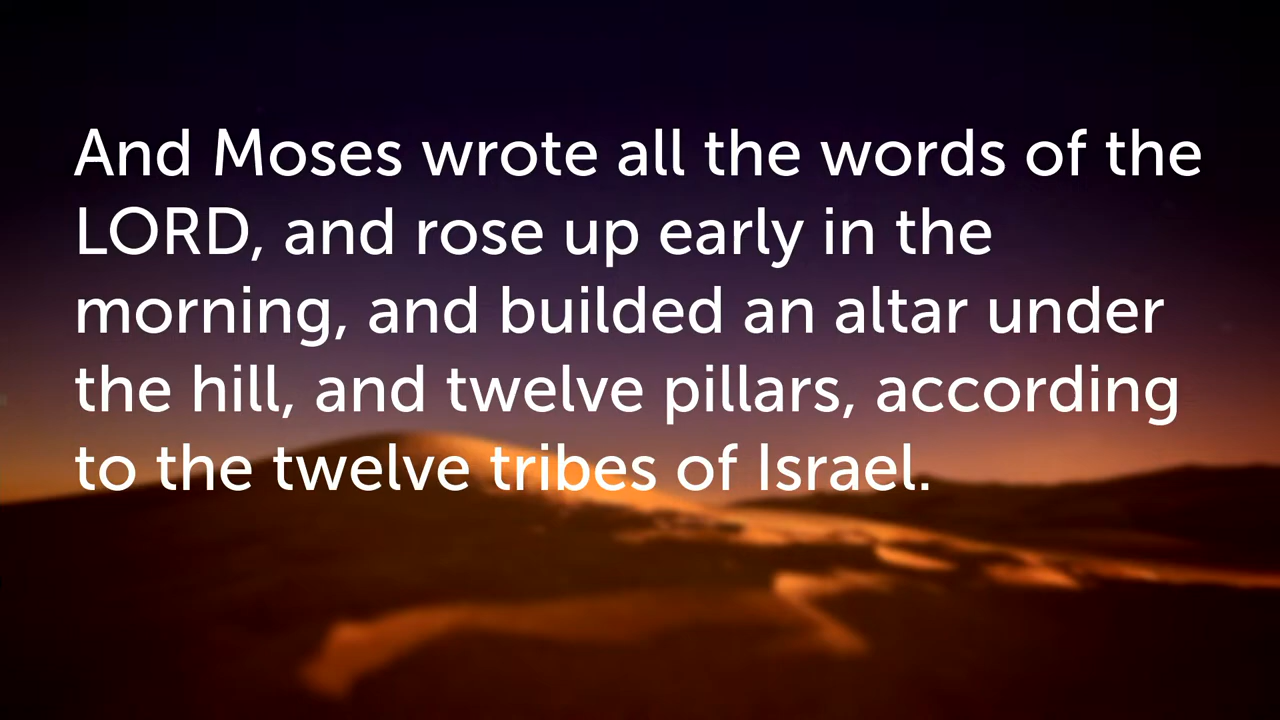 And Moses wrote all the words of the
LORD, and rose up early in the
morning, and builded an altar under
the hill, and twelve pillars, according
to the twelve tribes of Israel.